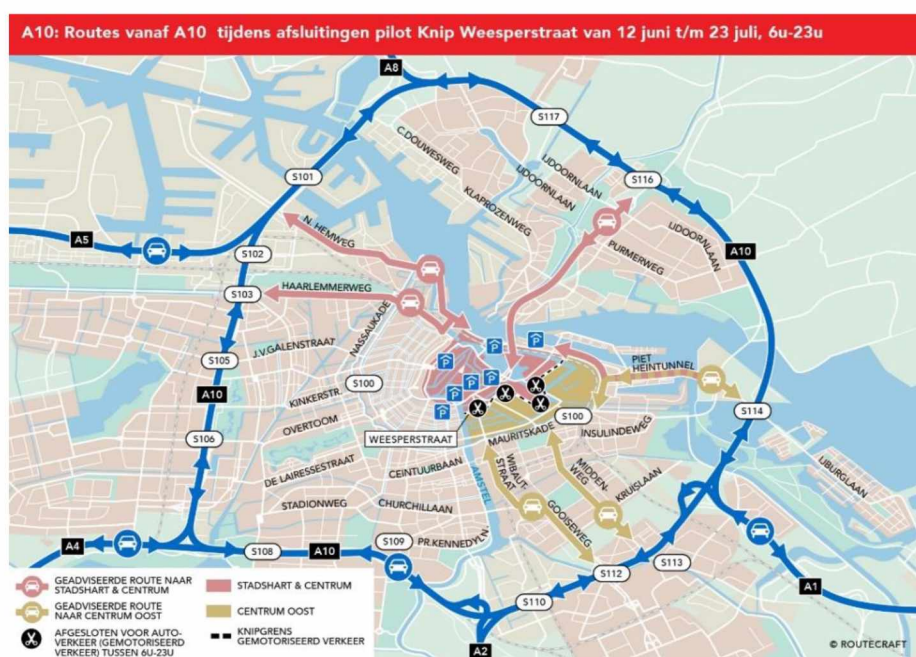 A10: Routes vanaf A10 tijdens afsluitingen pilot Knip Weesperstraat van 12 juni t/m 23 juli, 6u-23u
A8
S117
C.DOUWESWEG
IJDOORNLAAN
IJDOORNLAAN
S101
S116
KLAPROZENWEG
N. HEMWEG
IJDOORNLAAN
A5
PURMERWEG
A10
S102
HAARLEMMERWEG
S103
NASSAUKADE
J.V.GALENSTRAAT
P
P
P
PIET
HEINTUNNEL
S105
S100
P
P
A10
KINKERSTR.
P
S114
OVERTOOM
P
S100
WEESPERSTRAAT
MAURITSKADE
INSULINDEWEG
S106
DE LAIRESSESTRAAT
CEINTUURBAAN
AMSTEL
WIBAUT-
STRAAT
MIDDEN-
WEG
KRUISLAAN
IJBURGLAAN
STADIONWEG
CHURCHILLAAN
GOOISEWEG
PR.KENNEDYLN
A4
S108
A10
S109
S113
S112
S110
A1
A2
GEADVISEERDE ROUTE NAAR
STADSHART & CENTRUM
STADSHART & CENTRUM
GEADVISEERDE ROUTE
NAAR CENTRUM OOST
CENTRUM OOST
AFGESLOTEN VOOR AUTO-
VERKEER (GEMOTORISEERD
VERKEER) TUSSEN 6U-23U
KNIPGRENS
GEMOTORISEERD VERKEER
© ROUTECRAFT